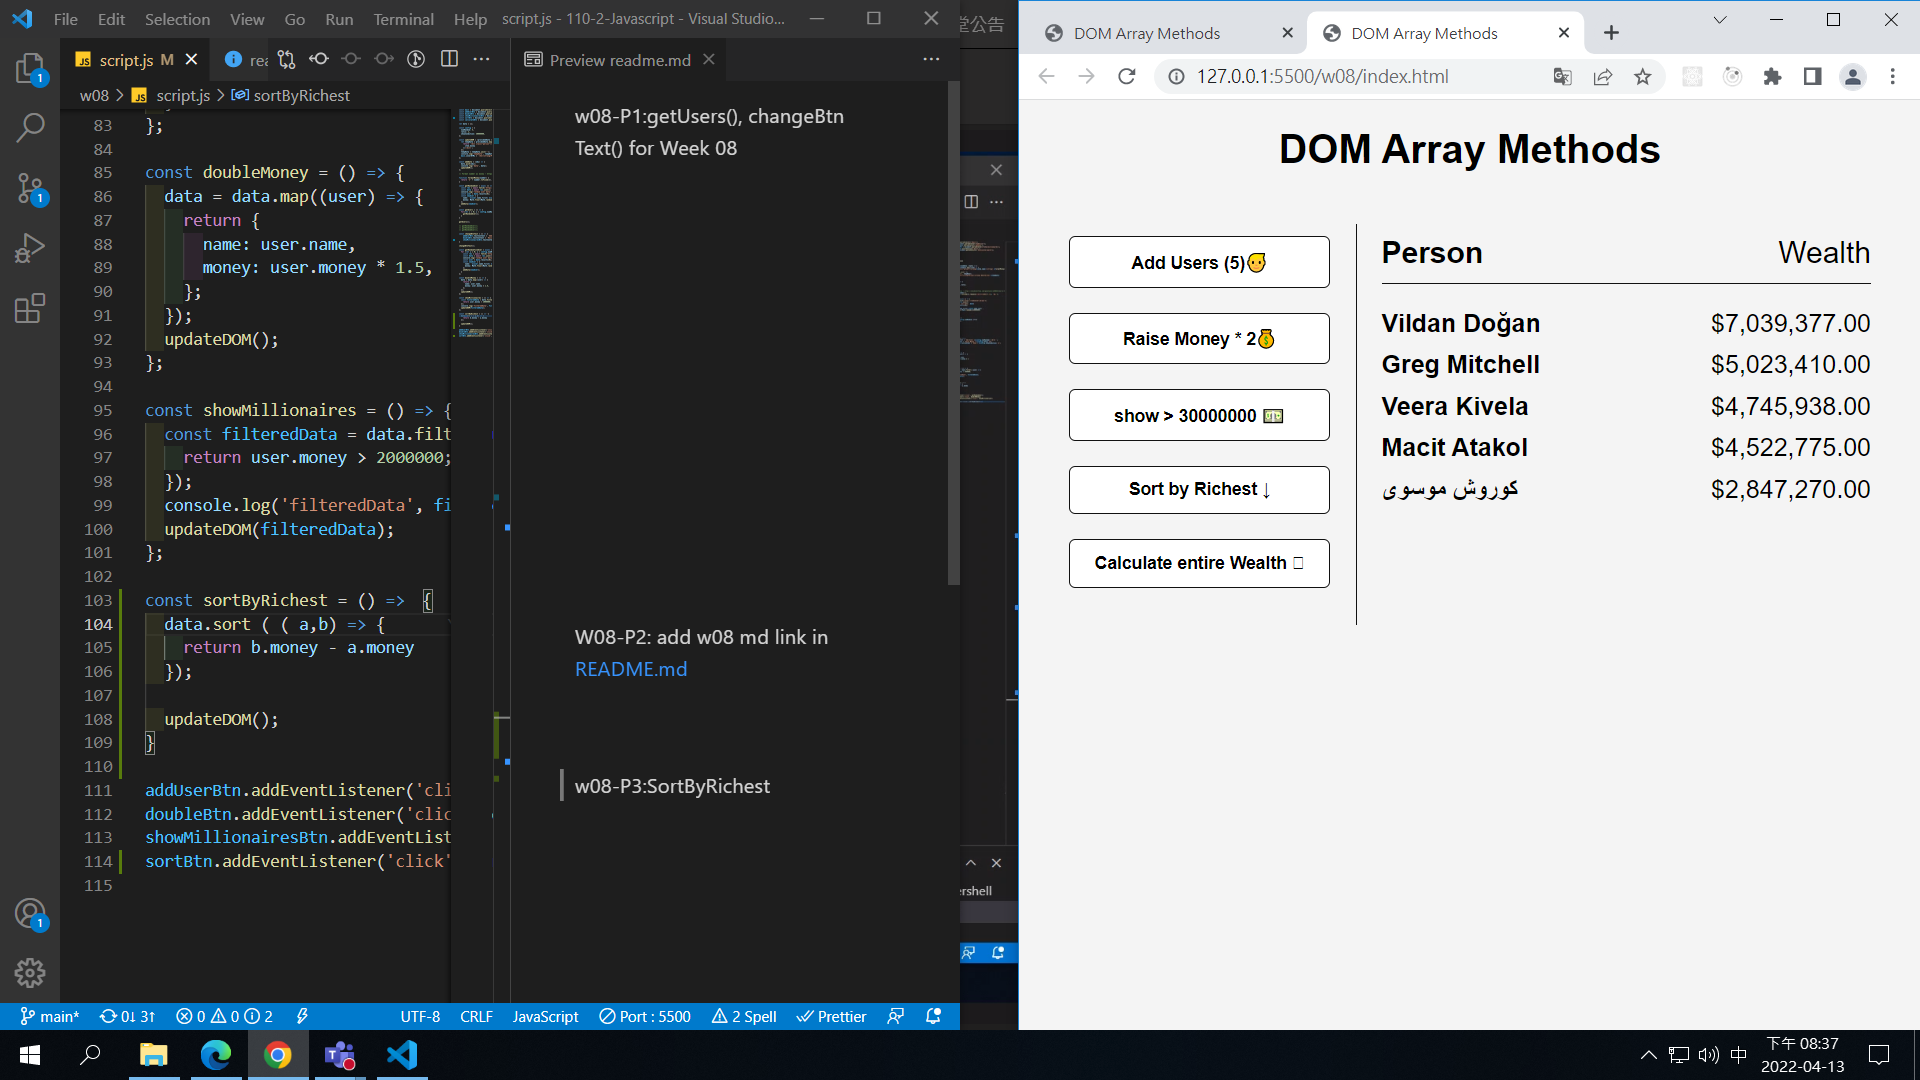 File Edit Selection View Go Run Terminal Help script.js - 110-2-Javascript - Visual Studio...
JS script.js M
Preview readme.md
w08 > JS script.js > sortByRichest
83 };
84
85 const doubleMoney = () => {
86 data = data.map((user) => {
87 return {
88 name: user.name,
89 money: user.money * 1.5,
90 };
91 });
92 updateDOM();
93 };
94
95 const showMillionaires = () => {
96 const filteredData = data.filt
97 return user.money > 2000000;
98 });
99 console.log('filteredData', fi
100 updateDOM(filteredData);
101 };
102
103 const sortByRichest = () => {
104 data.sort ( ( a,b) => {
105 return b.money - a.money
106 });
107
108 updateDOM();
109 }
110
111 addUserBtn.addEventListener('cli
112 doubleBtn.addEventListener('clic
113 showMillionairesBtn.addEventList
114 sortBtn.addEventListener('click'
115
w08-P1:getUsers(), changeBtn
Text() for Week 08
W08-P2: add w08 md link in
README.md
w08-P3:SortByRichest
main* 0↓ 3↑ 0 0 2 UTF-8 CRLF JavaScript Port : 5500 2 Spell Prettier
堂公告
ershell
DOM Array Methods
DOM Array Methods
127.0.0.1:5500/w08/index.html
DOM Array Methods
Add Users (5)👴
Raise Money * 2💰
show > 30000000 💵
Sort by Richest ↓
Calculate entire Wealth
Person Wealth
Vildan Doğan $7,039,377.00
Greg Mitchell $5,023,410.00
Veera Kivela $4,745,938.00
Macit Atakol $4,522,775.00
کوروش موسوی $2,847,270.00
中
下午 08:37
2022-04-13